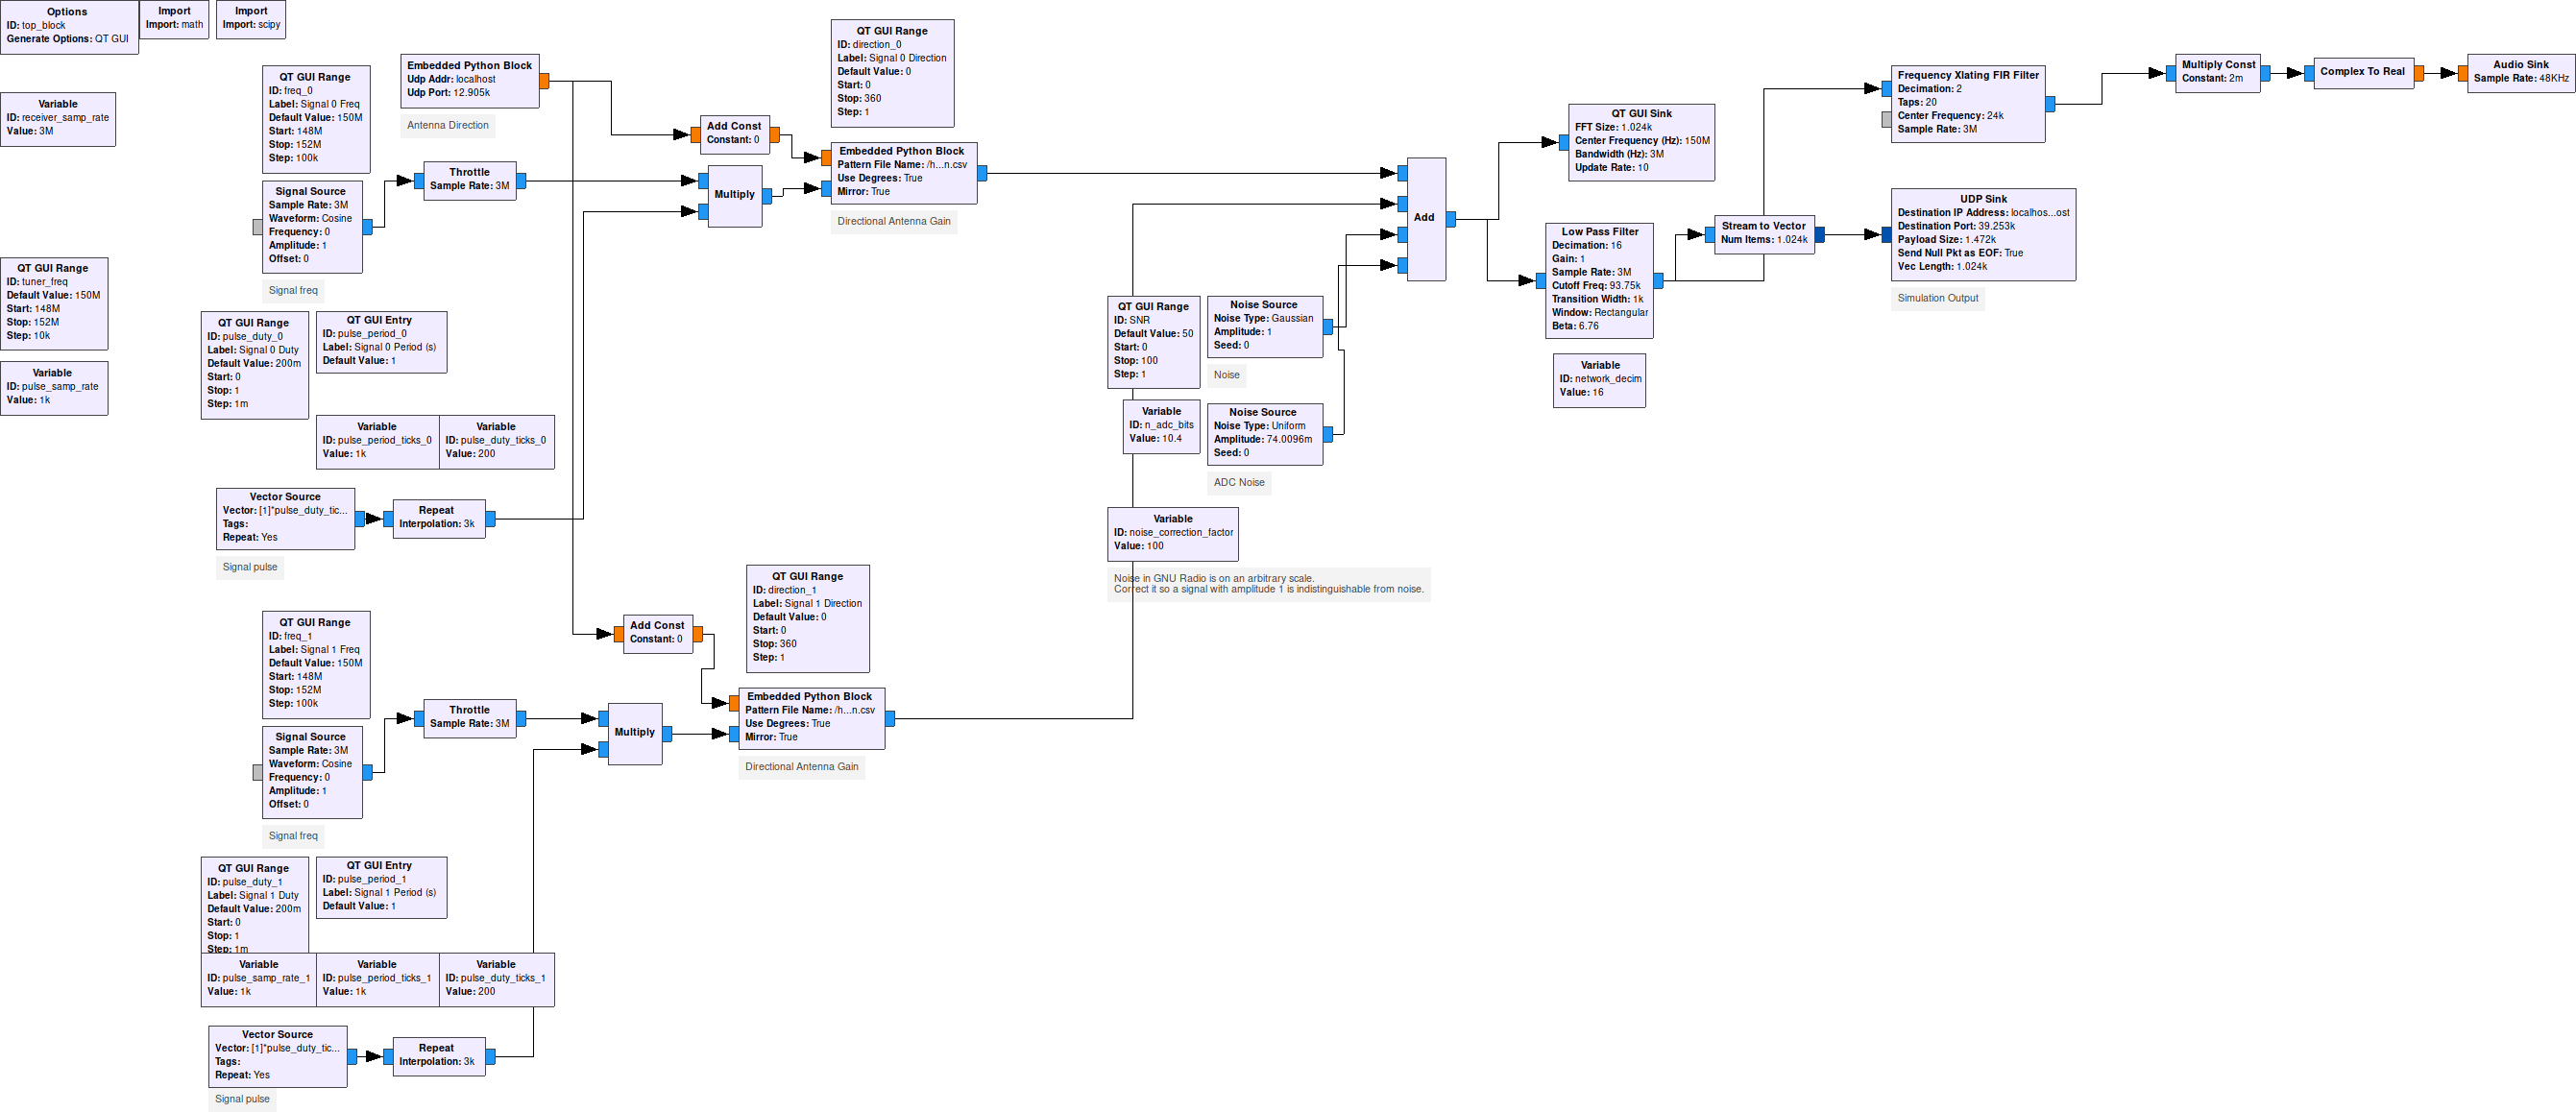 Options
ID: top_block
Generate Options: QT GUI
Import
Import: math
Import
Import: scipy
Variable
ID: receiver_samp_rate
Value: 3M
QT GUI Range
ID: tuner_freq
Default Value: 150M
Start: 148M
Stop: 152M
Step: 10k
Variable
ID: pulse_samp_rate
Value: 1k
QT GUI Range
ID: freq_0
Label: Signal 0 Freq
Default Value: 150M
Start: 148M
Stop: 152M
Step: 100k
Signal Source
Sample Rate: 3M
Waveform: Cosine
Frequency: 0
Amplitude: 1
Offset: 0
Signal freq
Embedded Python Block
Udp Addr: localhost
Udp Port: 12.905k
Antenna Direction
Throttle
Sample Rate: 3M
QT GUI Range
ID: pulse_duty_0
Label: Signal 0 Duty
Default Value: 200m
Start: 0
Stop: 1
Step: 1m
QT GUI Entry
ID: pulse_period_0
Label: Signal 0 Period (s)
Default Value: 1
Variable
ID: pulse_period_ticks_0
Value: 1k
Variable
ID: pulse_duty_ticks_0
Value: 200
Vector Source
Vector: [1]*pulse_duty_tic...
Tags:
Repeat: Yes
Signal pulse
Repeat
Interpolation: 3k
Add Const
Constant: 0
Multiply
QT GUI Range
ID: direction_0
Label: Signal 0 Direction
Default Value: 0
Start: 0
Stop: 360
Step: 1
Embedded Python Block
Pattern File Name: /h...n.csv
Use Degrees: True
Mirror: True
Directional Antenna Gain
QT GUI Range
ID: freq_1
Label: Signal 1 Freq
Default Value: 150M
Start: 148M
Stop: 152M
Step: 100k
Signal Source
Sample Rate: 3M
Waveform: Cosine
Frequency: 0
Amplitude: 1
Offset: 0
Signal freq
Throttle
Sample Rate: 3M
QT GUI Range
ID: pulse_duty_1
Label: Signal 1 Duty
Default Value: 200m
Start: 0
Stop: 1
Step: 1m
QT GUI Entry
ID: pulse_period_1
Label: Signal 1 Period (s)
Default Value: 1
Variable
ID: pulse_samp_rate_1
Value: 1k
Variable
ID: pulse_period_ticks_1
Value: 1k
Variable
ID: pulse_duty_ticks_1
Value: 200
Vector Source
Vector: [1]*pulse_duty_tic...
Tags:
Repeat: Yes
Signal pulse
Repeat
Interpolation: 3k
Add Const
Constant: 0
Multiply
QT GUI Range
ID: direction_1
Label: Signal 1 Direction
Default Value: 0
Start: 0
Stop: 360
Step: 1
Embedded Python Block
Pattern File Name: /h...n.csv
Use Degrees: True
Mirror: True
Directional Antenna Gain
QT GUI Range
ID: SNR
Default Value: 50
Start: 0
Stop: 100
Step: 1
Noise Source
Noise Type: Gaussian
Amplitude: 1
Seed: 0
Noise
Variable
ID: n_adc_bits
Value: 10.4
Noise Source
Noise Type: Uniform
Amplitude: 74.0096m
Seed: 0
ADC Noise
Variable
ID: noise_correction_factor
Value: 100
Noise in GNU Radio is on an arbitrary scale.
Correct it so a signal with amplitude 1 is indistinguishable from noise.
Add
QT GUI Sink
FFT Size: 1.024k
Center Frequency (Hz): 150M
Bandwidth (Hz): 3M
Update Rate: 10
Low Pass Filter
Decimation: 16
Gain: 1
Sample Rate: 3M
Cutoff Freq: 93.75k
Transition Width: 1k
Window: Rectangular
Beta: 6.76
Variable
ID: network_decim
Value: 16
Stream to Vector
Num Items: 1.024k
Frequency Xlating FIR Filter
Decimation: 2
Taps: 20
Center Frequency: 24k
Sample Rate: 3M
UDP Sink
Destination IP Address: localhos...ost
Destination Port: 39.253k
Payload Size: 1.472k
Send Null Pkt as EOF: True
Vec Length: 1.024k
Simulation Output
Multiply Const
Constant: 2m
Complex To Real
Audio Sink
Sample Rate: 48KHz